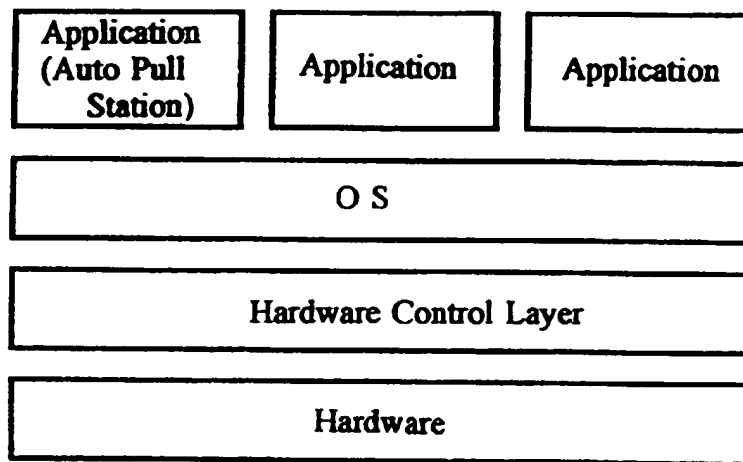 Application
(Auto Pull
Station)
Application
Application
O S
Hardware Control Layer
Hardware